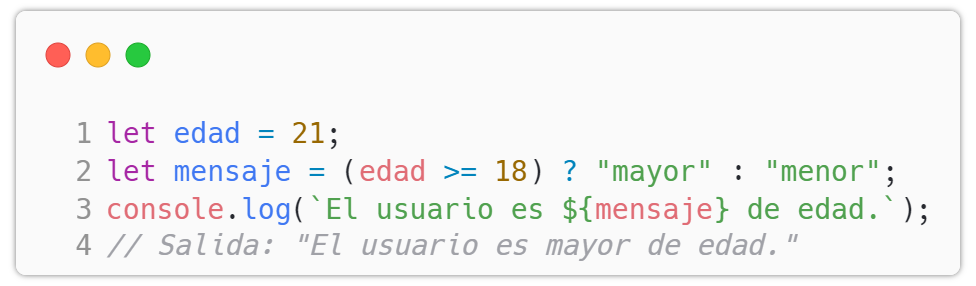 1 let edad = 21;
2 let mensaje = (edad >= 18) ? "mayor" : "menor";
3 console.log(`El usuario es ${mensaje} de edad.`);
4 // Salida: "El usuario es mayor de edad."